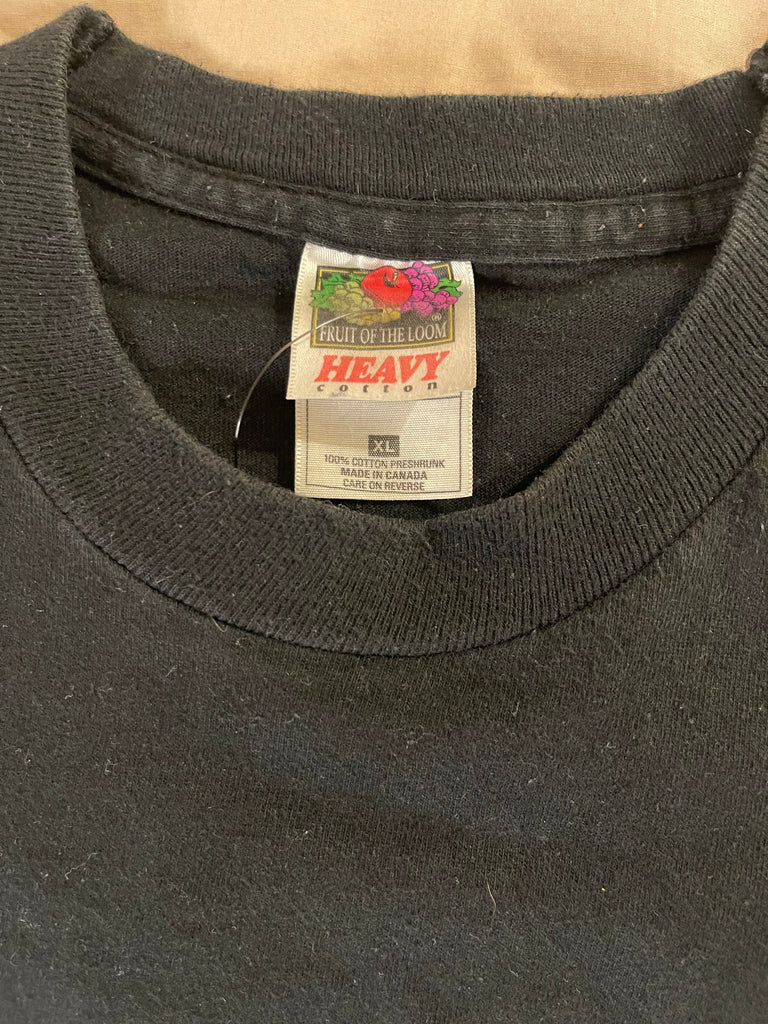 FRUIT OF THE LOOM®
HEAVY
cotton
XL
100% COTTON PRESHRUNK
MADE IN CANADA
CARE ON REVERSE